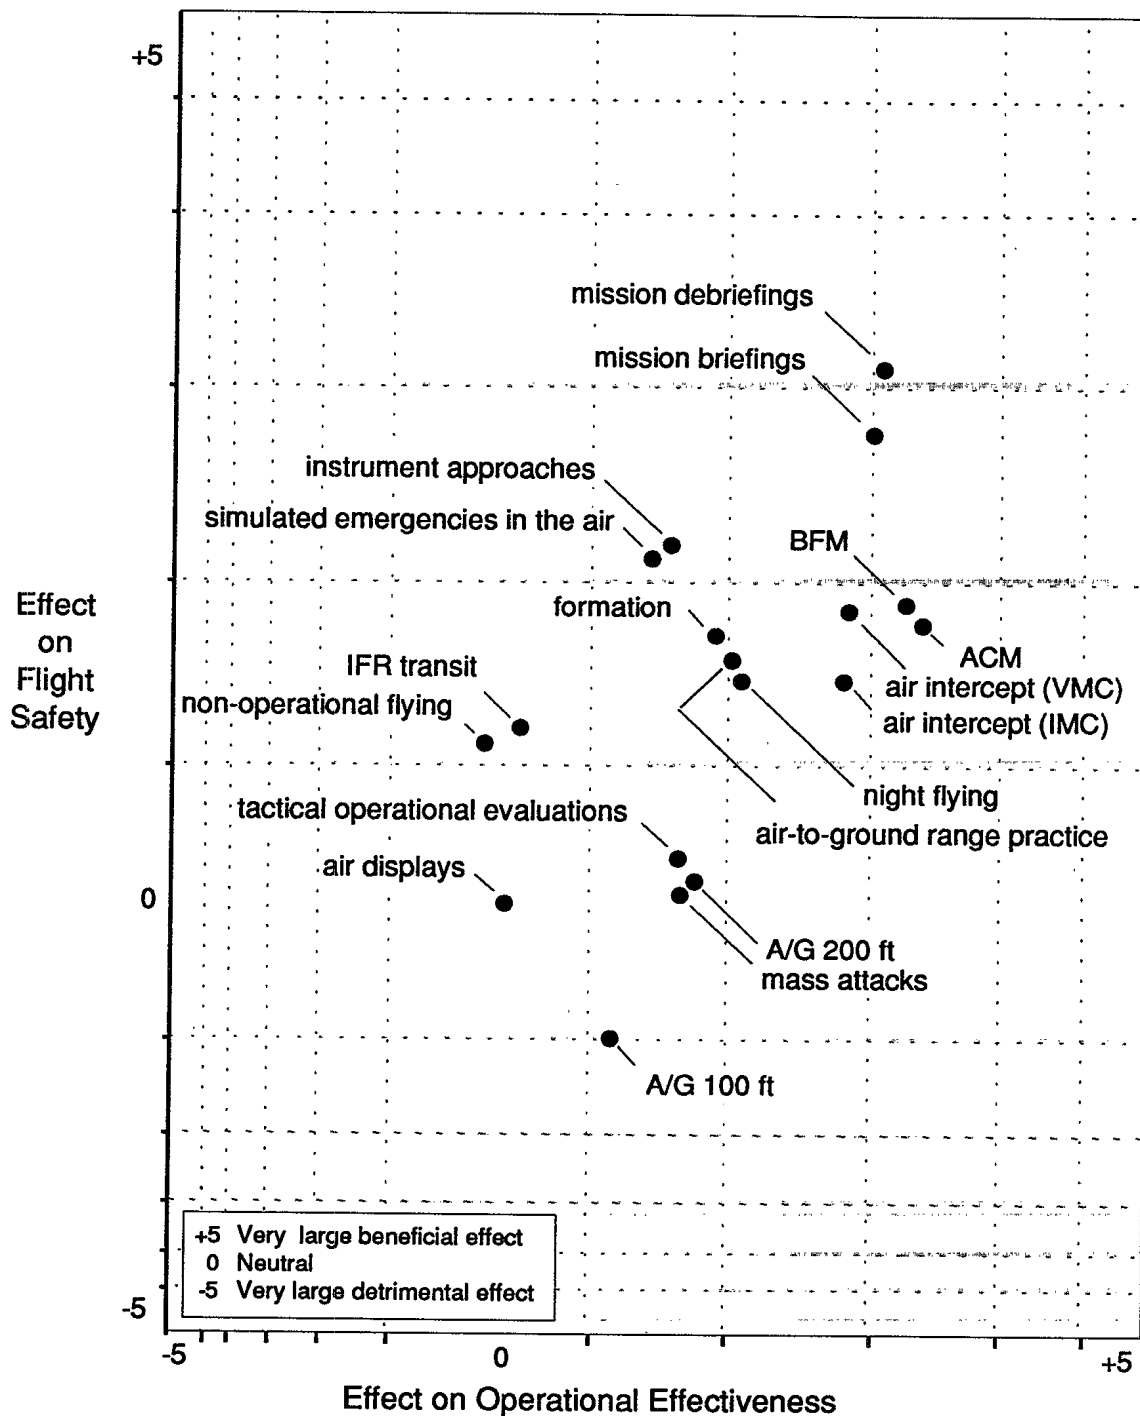 +5
mission debriefings
mission briefings
instrument approaches
simulated emergencies in the air
BFM
Effect
on
Flight
Safety
formation
ACM
IFR transit
air intercept (VMC)
non-operational flying
air intercept (IMC)
night flying
tactical operational evaluations
air-to-ground range practice
air displays
0
A/G 200 ft
mass attacks
A/G 100 ft
+5 Very large beneficial effect
0 Neutral
-5 Very large detrimental effect
-5
-5 0 +5
Effect on Operational Effectiveness